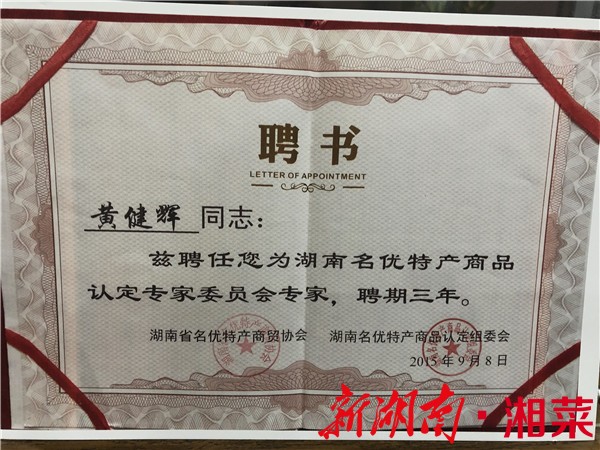 聘书
LETTER OF APPOINTMENT
黄健辉 同志：
兹聘任您为湖南名优特产商品
认定专家委员会专家，聘期三年。
湖南省名优特产商贸协会 湖南名优特产商品认定组委会
2015年9月8日
新湖南·湘菜